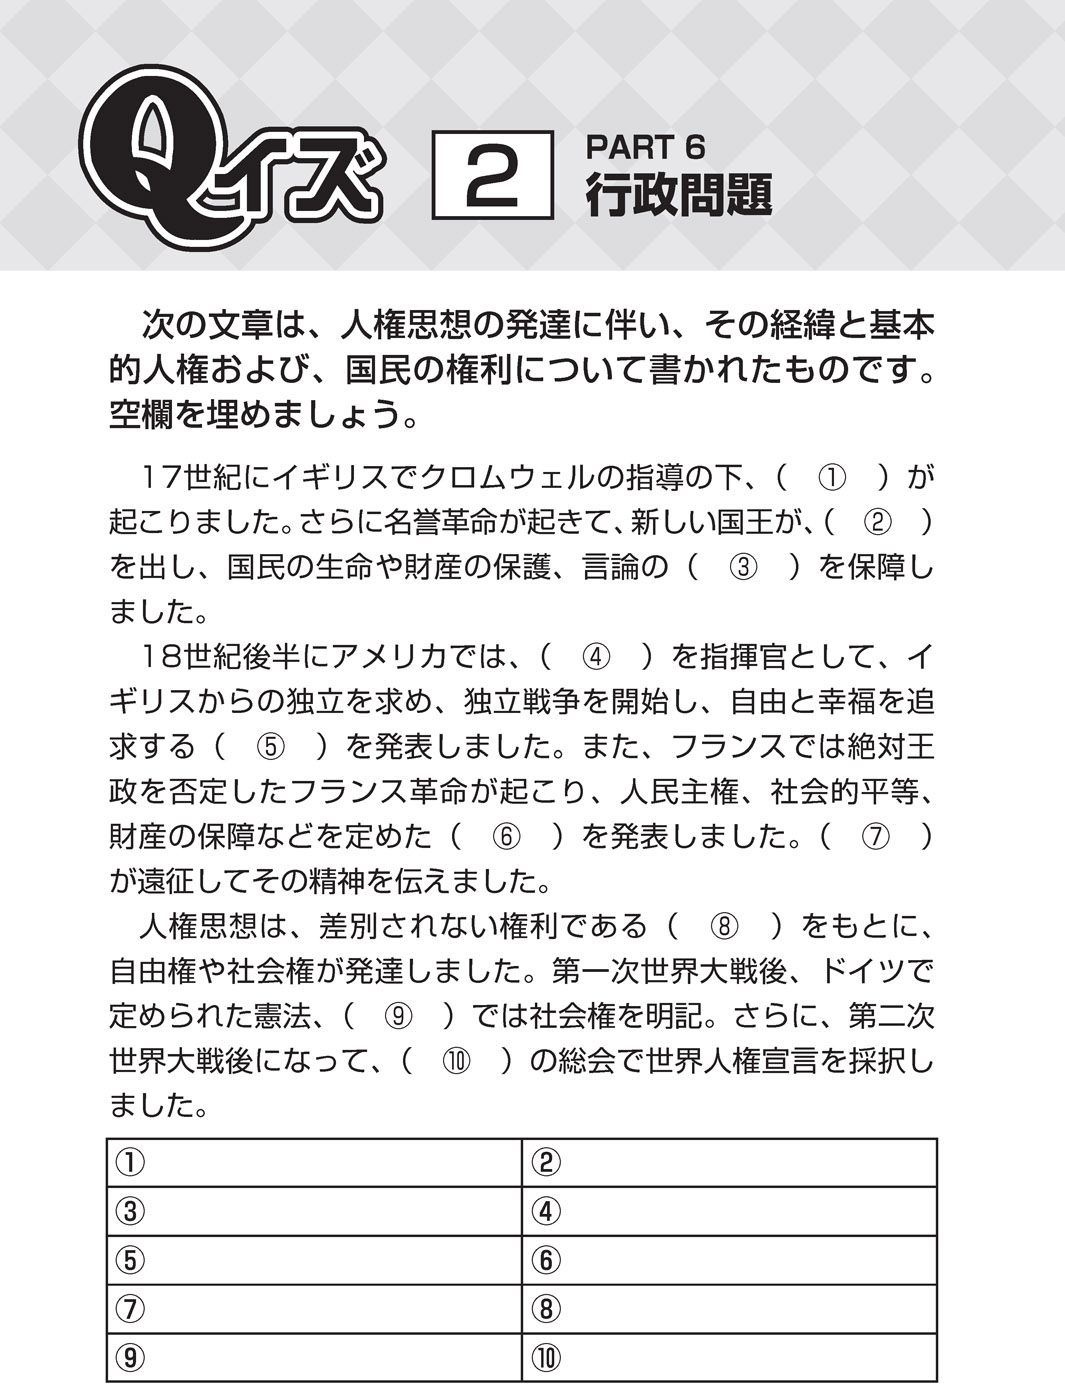 Qイズ
2
PART 6
行政問題
次の文章は、人権思想の発達に伴い、その経緯と基本
的人権および、国民の権利について書かれたものです。
空欄を埋めましょう。
17世紀にイギリスでクロムウェルの指導の下、（　①　）が
起こりました。さらに名誉革命が起きて、新しい国王が、（　②　）
を出し、国民の生命や財産の保護、言論の（　③　）を保障し
ました。
18世紀後半にアメリカでは、（　④　）を指揮官として、イ
ギリスからの独立を求め、独立戦争を開始し、自由と幸福を追
求する（　⑤　）を発表しました。また、フランスでは絶対王
政を否定したフランス革命が起こり、人民主権、社会的平等、
財産の保障などを定めた（　⑥　）を発表しました。（　⑦　）
が遠征してその精神を伝えました。
人権思想は、差別されない権利である（　⑧　）をもとに、
自由権や社会権が発達しました。第一次世界大戦後、ドイツで
定められた憲法、（　⑨　）では社会権を明記。さらに、第二次
世界大戦後になって、（　⑩　）の総会で世界人権宣言を採択し
ました。
① ②
③ ④
⑤ ⑥
⑦ ⑧
⑨ ⑩